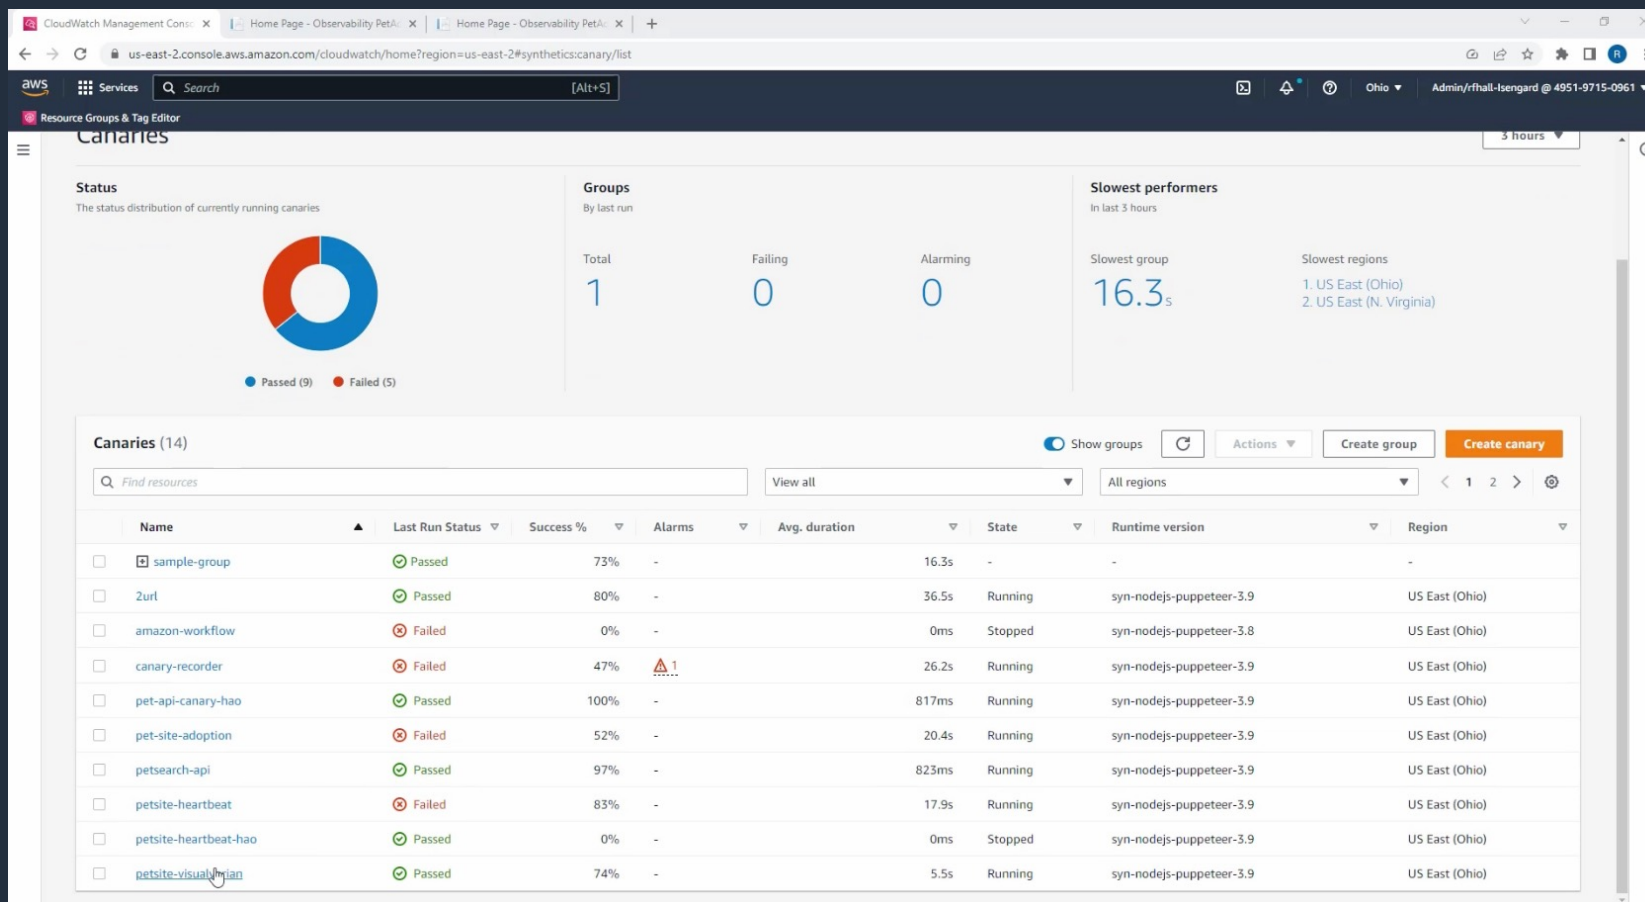 CloudWatch Management Conso
Home Page - Observability PetAd
Home Page - Observability PetAd
us-east-2.console.aws.amazon.com/cloudwatch/home?region=us-east-2#synthetics:canary/list
R
aws Services Search [Alt+S] Ohio Admin/rfhall-Isengard @ 4951-9715-0961
Resource Groups & Tag Editor
Canaries 3 hours
Status
The status distribution of currently running canaries
Passed (9) Failed (5)
Groups
By last run
Total Failing Alarming
1 0 0
Slowest performers
In last 3 hours
Slowest group
16.3s
Slowest regions
1. US East (Ohio)
2. US East (N. Virginia)
Canaries (14) Show groups Actions Create group Create canary
Find resources View all All regions 1 2
Name Last Run Status Success % Alarms Avg. duration State Runtime version Region
sample-group Passed 73% - 16.3s - - -
2url Passed 80% - 36.5s Running syn-nodejs-puppeteer-3.9 US East (Ohio)
amazon-workflow Failed 0% - 0ms Stopped syn-nodejs-puppeteer-3.8 US East (Ohio)
canary-recorder Failed 47% 1 26.2s Running syn-nodejs-puppeteer-3.9 US East (Ohio)
pet-api-canary-hao Passed 100% - 817ms Running syn-nodejs-puppeteer-3.9 US East (Ohio)
pet-site-adoption Failed 52% - 20.4s Running syn-nodejs-puppeteer-3.9 US East (Ohio)
petsearch-api Passed 97% - 823ms Running syn-nodejs-puppeteer-3.9 US East (Ohio)
petsite-heartbeat Failed 83% - 17.9s Running syn-nodejs-puppeteer-3.9 US East (Ohio)
petsite-heartbeat-hao Passed 0% - 0ms Stopped syn-nodejs-puppeteer-3.9 US East (Ohio)
Passed 74% - 5.5s Running syn-nodejs-puppeteer-3.9 US East (Ohio)